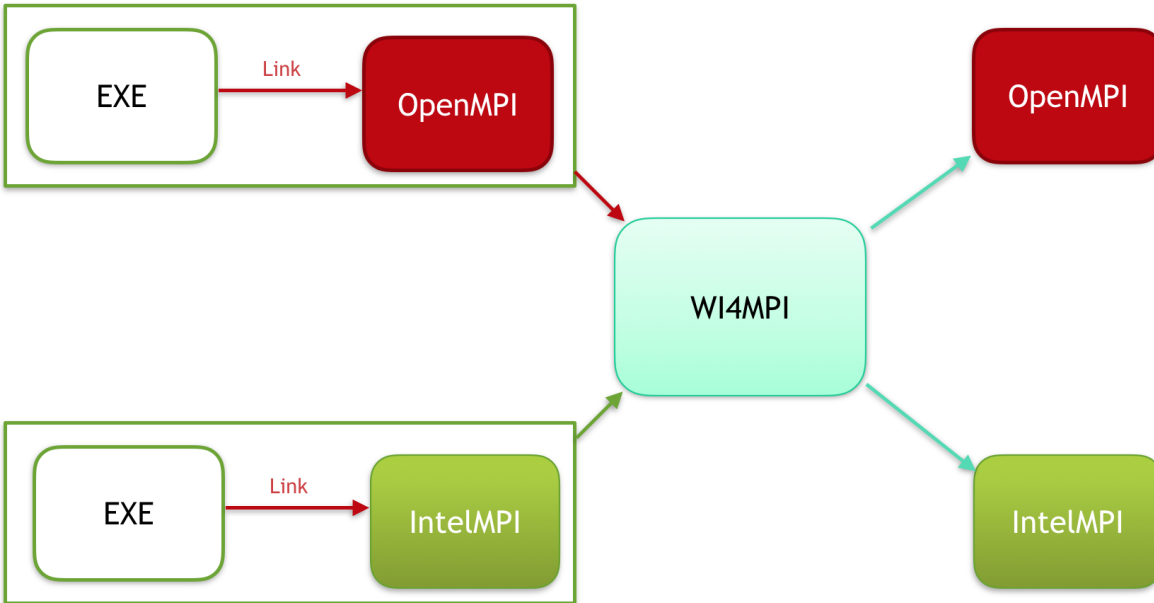 EXE
Link
OpenMPI
OpenMPI
WI4MPI
EXE
Link
IntelMPI
IntelMPI